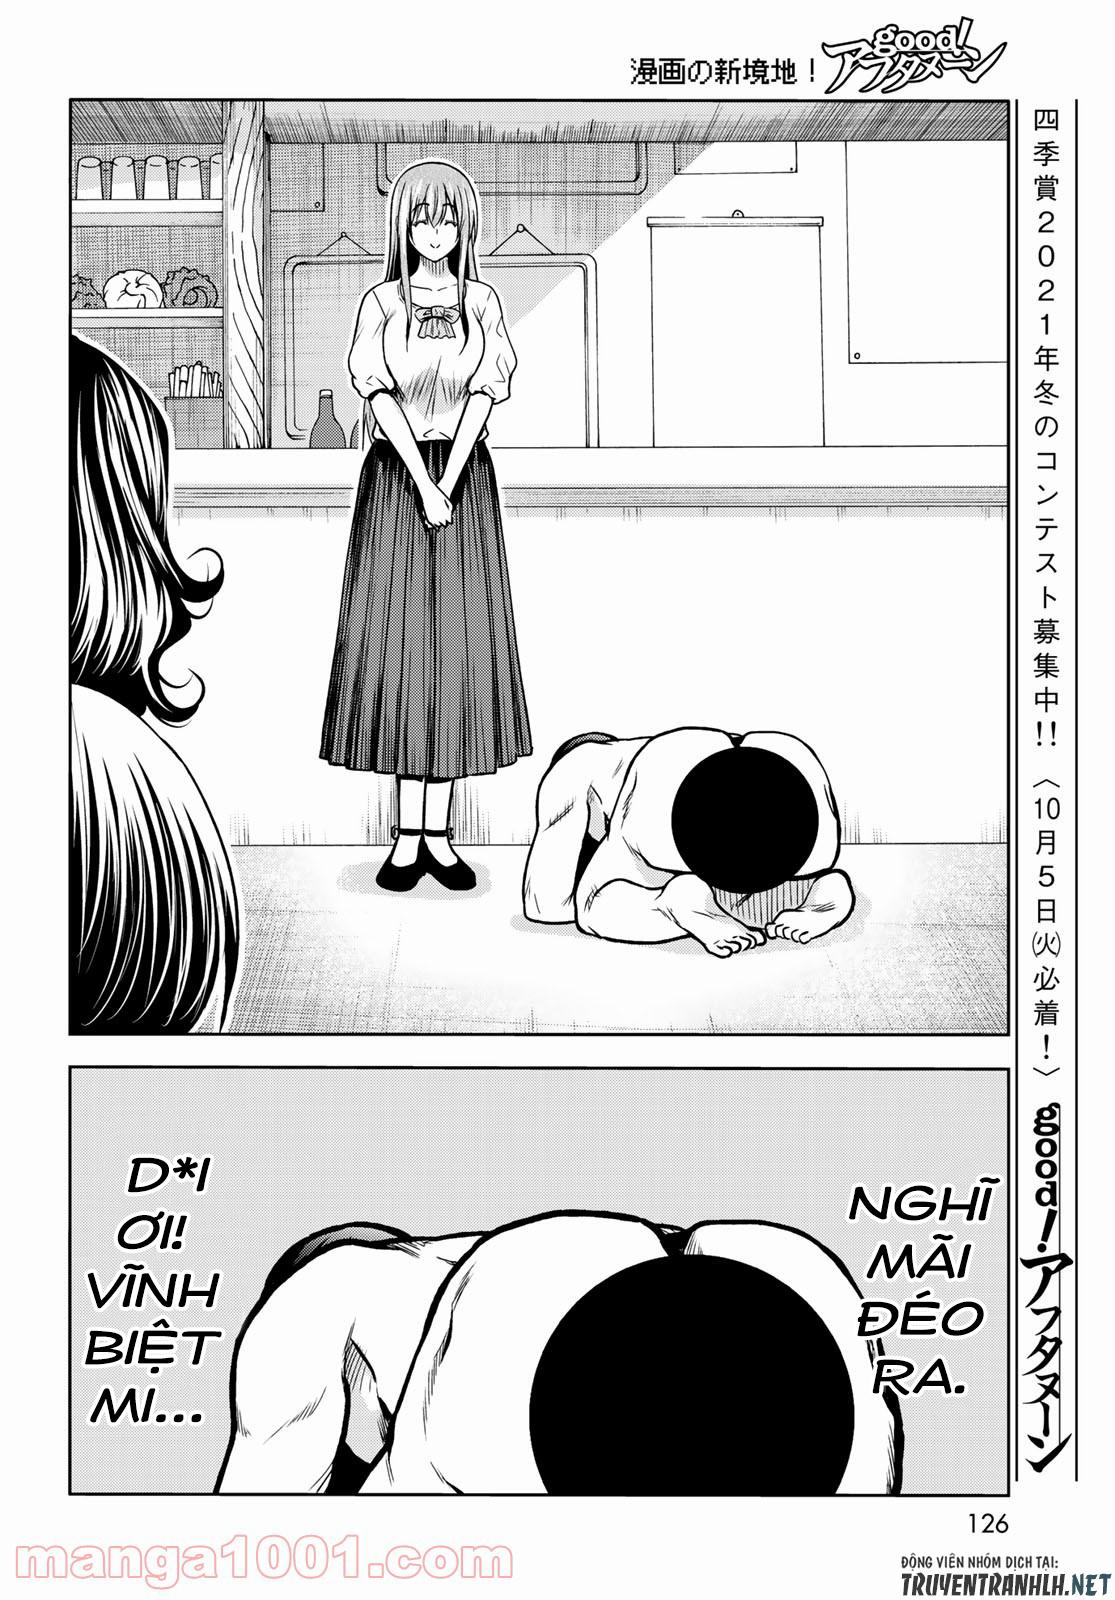 漫画の新境地！
good!アフタヌーン
四季賞2021年冬のコンテスト募集中!!〈10月5日㈫必着！〉
good!アフタヌーン
NGHĨ
MÃI
ĐÉO
RA.
D*I
ƠI!
VĨNH
BIỆT
MI...
126
manga1001.com
ĐỘNG VIÊN NHÓM DỊCH TẠI:
TRUYENTRANHLH.NET